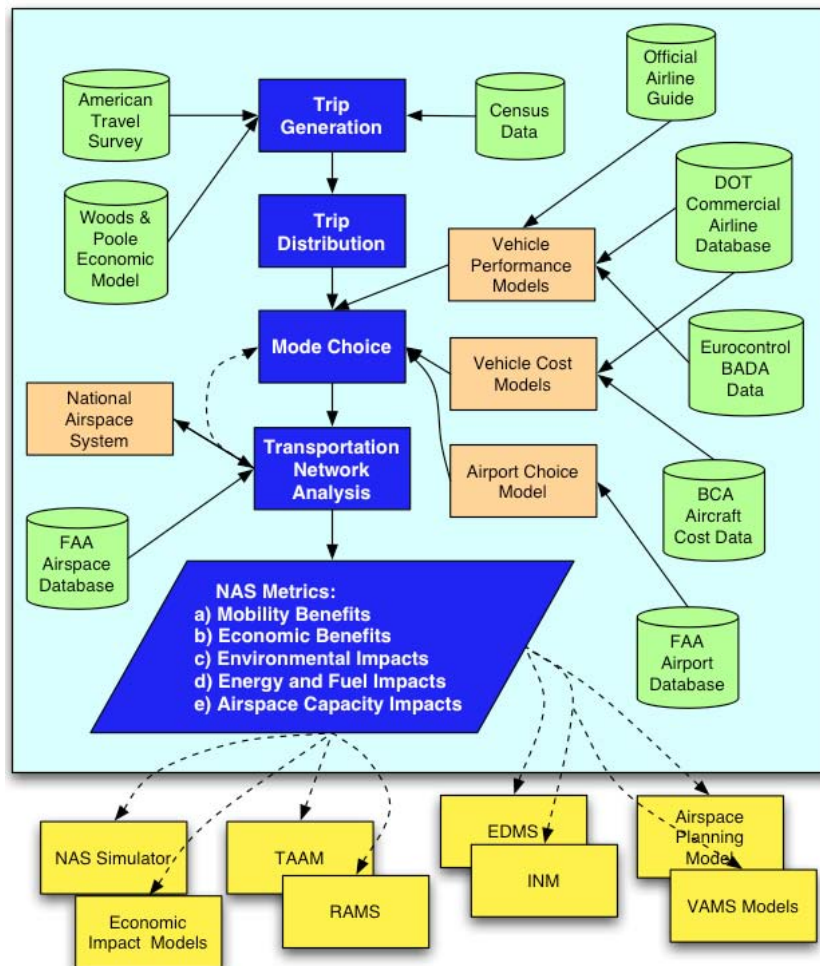 American
Travel
Survey
Trip
Generation
Census
Data
Official
Airline
Guide
Woods &
Poole
Economic
Model
Trip
Distribution
Vehicle
Performance
Models
DOT
Commercial
Airline
Database
Mode Choice
Vehicle Cost
Models
Eurocontrol
BADA
Data
National
Airspace
System
Transportation
Network
Analysis
Airport Choice
Model
BCA
Aircraft
Cost Data
FAA
Airspace
Database
NAS Metrics:
a) Mobility Benefits
b) Economic Benefits
c) Environmental Impacts
d) Energy and Fuel Impacts
e) Airspace Capacity Impacts
FAA
Airport
Database
NAS Simulator
Economic
Impact Models
TAAM
RAMS
EDMS
INM
Airspace
Planning
Model
VAMS Models